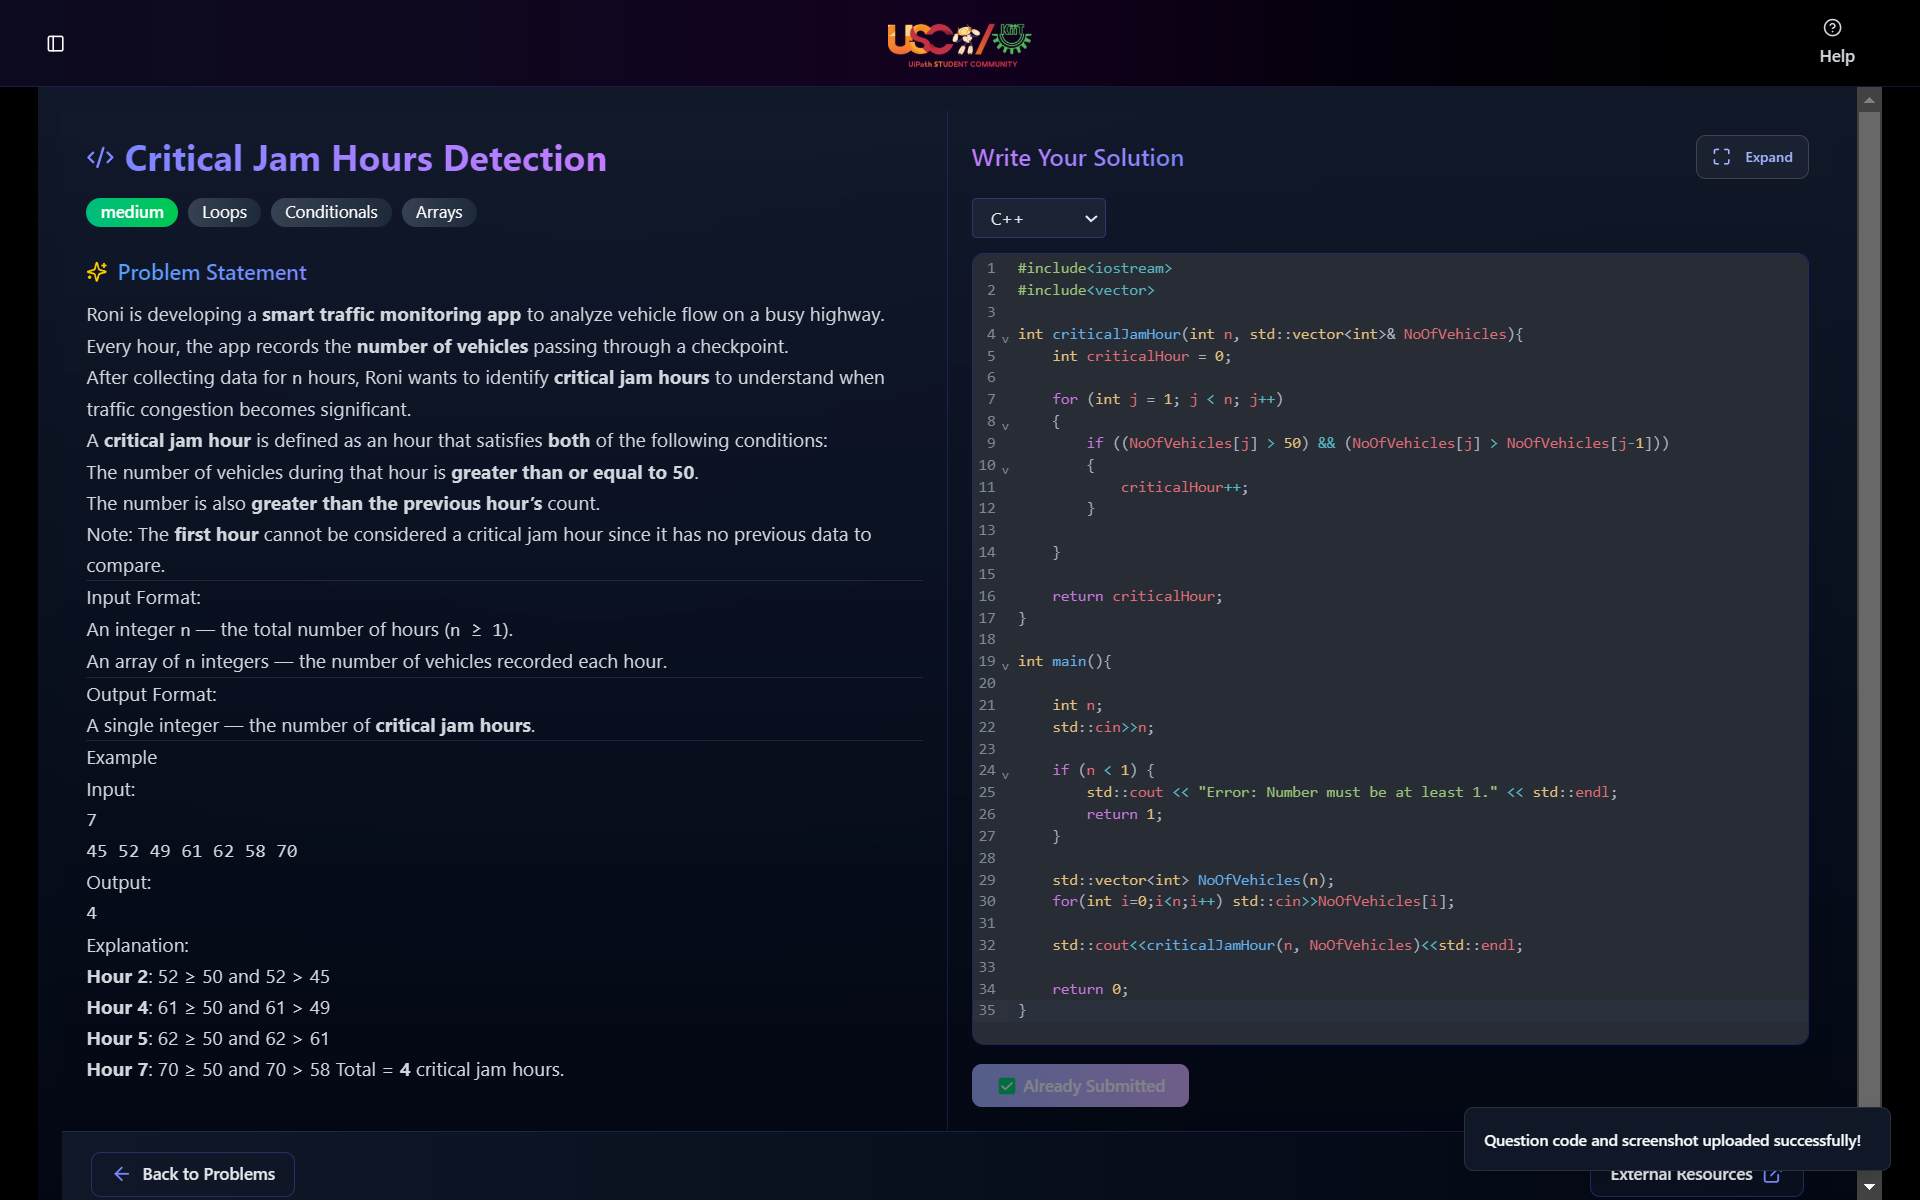 USC/KIIT
UiPath STUDENT COMMUNITY
Help
</> Critical Jam Hours Detection
medium Loops Conditionals Arrays
Problem Statement
Roni is developing a smart traffic monitoring app to analyze vehicle flow on a busy highway.
Every hour, the app records the number of vehicles passing through a checkpoint.
After collecting data for n hours, Roni wants to identify critical jam hours to understand when
traffic congestion becomes significant.
A critical jam hour is defined as an hour that satisfies both of the following conditions:
The number of vehicles during that hour is greater than or equal to 50.
The number is also greater than the previous hour’s count.
Note: The first hour cannot be considered a critical jam hour since it has no previous data to
compare.
Input Format:
An integer n — the total number of hours (n ≥ 1).
An array of n integers — the number of vehicles recorded each hour.
Output Format:
A single integer — the number of critical jam hours.
Example
Input:
7
45 52 49 61 62 58 70
Output:
4
Explanation:
Hour 2: 52 ≥ 50 and 52 > 45
Hour 4: 61 ≥ 50 and 61 > 49
Hour 5: 62 ≥ 50 and 62 > 61
Hour 7: 70 ≥ 50 and 70 > 58 Total = 4 critical jam hours.
Back to Problems
Write Your Solution
Expand
C++
1 #include<iostream>
2 #include<vector>
3
4 int criticalJamHour(int n, std::vector<int>& NoOfVehicles){
5 int criticalHour = 0;
6
7 for (int j = 1; j < n; j++)
8 {
9 if ((NoOfVehicles[j] > 50) && (NoOfVehicles[j] > NoOfVehicles[j-1]))
10 {
11 criticalHour++;
12 }
13
14 }
15
16 return criticalHour;
17 }
18
19 int main(){
20
21 int n;
22 std::cin>>n;
23
24 if (n < 1) {
25 std::cout << "Error: Number must be at least 1." << std::endl;
26 return 1;
27 }
28
29 std::vector<int> NoOfVehicles(n);
30 for(int i=0;i<n;i++) std::cin>>NoOfVehicles[i];
31
32 std::cout<<criticalJamHour(n, NoOfVehicles)<<std::endl;
33
34 return 0;
35 }
Already Submitted
Question code and screenshot uploaded successfully!
External Resources